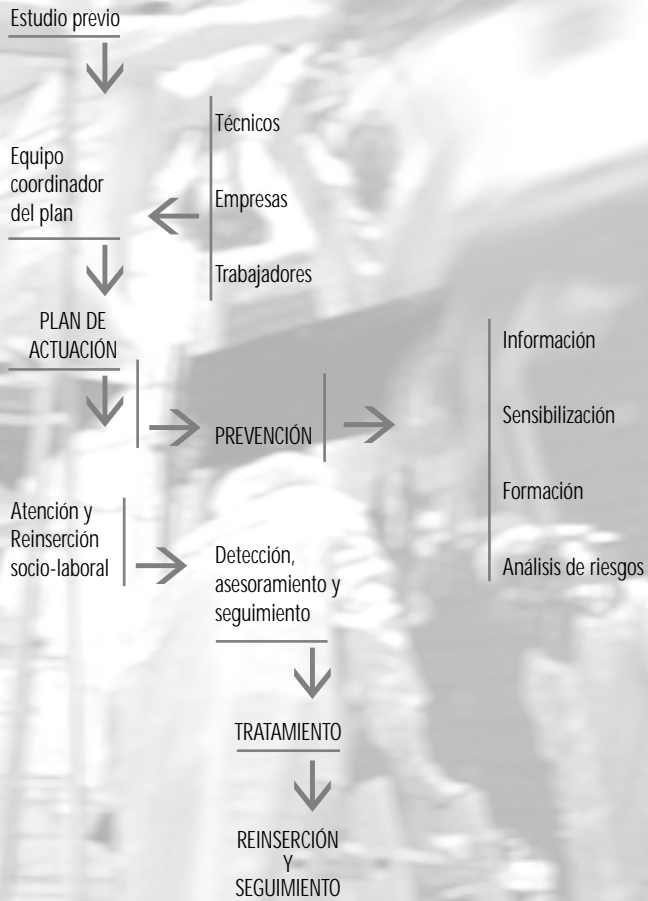 Estudio previo
Técnicos
Equipo
coordinador
del plan
Empresas
Trabajadores
PLAN DE
ACTUACIÓN
PREVENCIÓN
Información
Sensibilización
Formación
Análisis de riesgos
Atención y
Reinserción
socio-laboral
Detección,
asesoramiento y
seguimiento
TRATAMIENTO
REINSERCIÓN
Y
SEGUIMIENTO